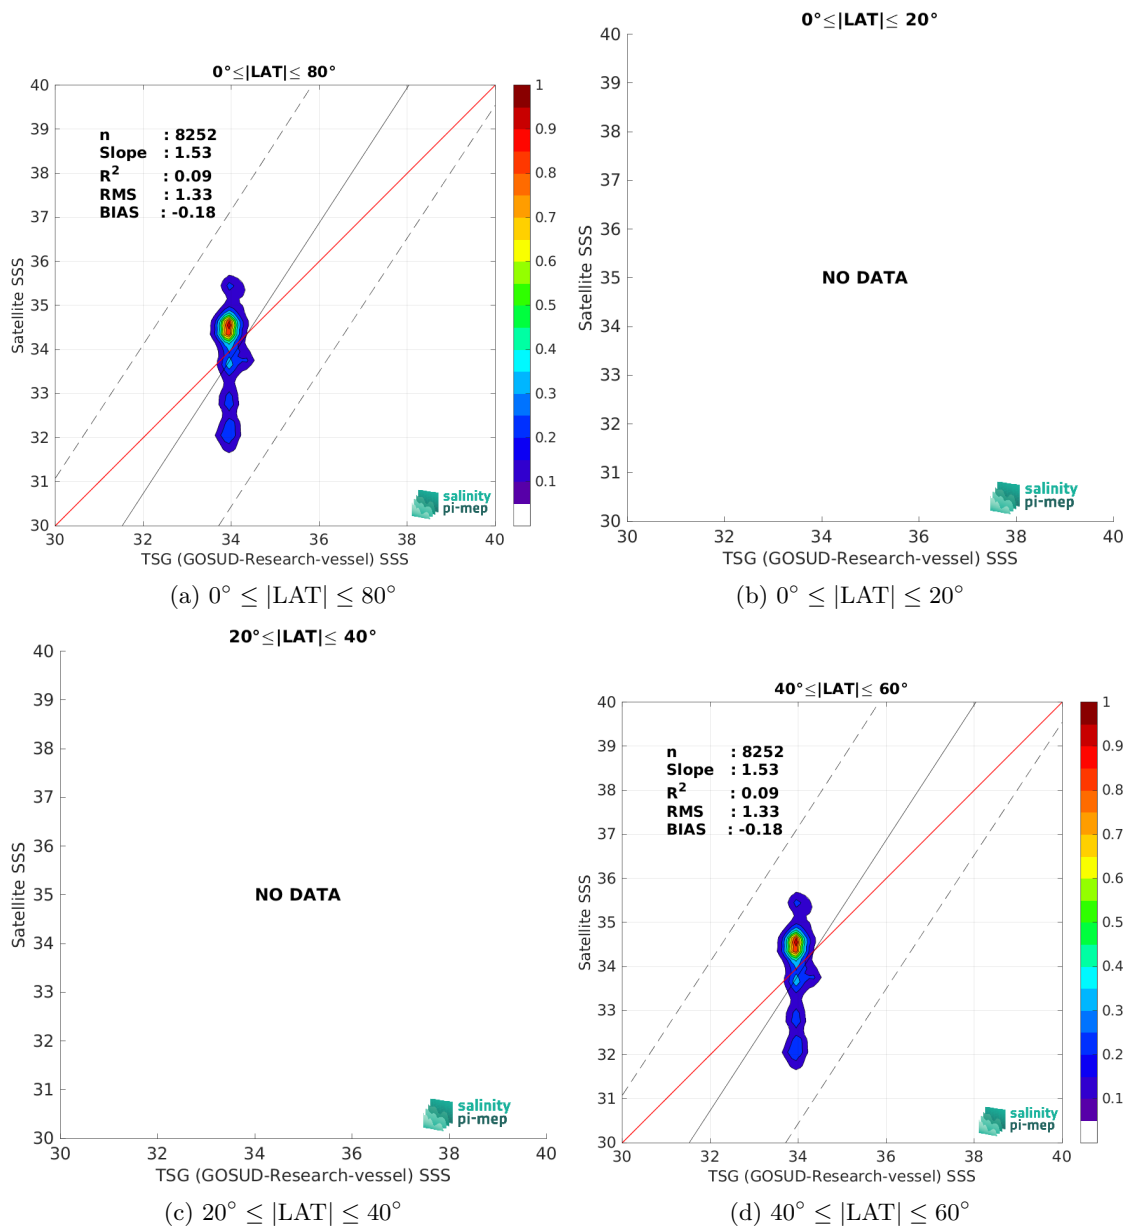 0°≤|LAT|≤ 80°
40
39
38
37
36
35
34
33
32
31
30
n : 8252
Slope : 1.53
R² : 0.09
RMS : 1.33
BIAS : -0.18
Satellite SSS
1
0.9
0.8
0.7
0.6
0.5
0.4
0.3
0.2
0.1
salinity
pi-mep
30 32 34 36 38 40
TSG (GOSUD-Research-vessel) SSS
(a) 0° ≤ |LAT| ≤ 80°
0°≤|LAT|≤ 20°
40
39
38
37
36
35
34
33
32
31
30
Satellite SSS
NO DATA
salinity
pi-mep
30 32 34 36 38 40
TSG (GOSUD-Research-vessel) SSS
(b) 0° ≤ |LAT| ≤ 20°
20°≤|LAT|≤ 40°
40
39
38
37
36
35
34
33
32
31
30
Satellite SSS
NO DATA
salinity
pi-mep
30 32 34 36 38 40
TSG (GOSUD-Research-vessel) SSS
(c) 20° ≤ |LAT| ≤ 40°
40°≤|LAT|≤ 60°
40
39
38
37
36
35
34
33
32
31
30
n : 8252
Slope : 1.53
R² : 0.09
RMS : 1.33
BIAS : -0.18
Satellite SSS
1
0.9
0.8
0.7
0.6
0.5
0.4
0.3
0.2
0.1
salinity
pi-mep
30 32 34 36 38 40
TSG (GOSUD-Research-vessel) SSS
(d) 40° ≤ |LAT| ≤ 60°